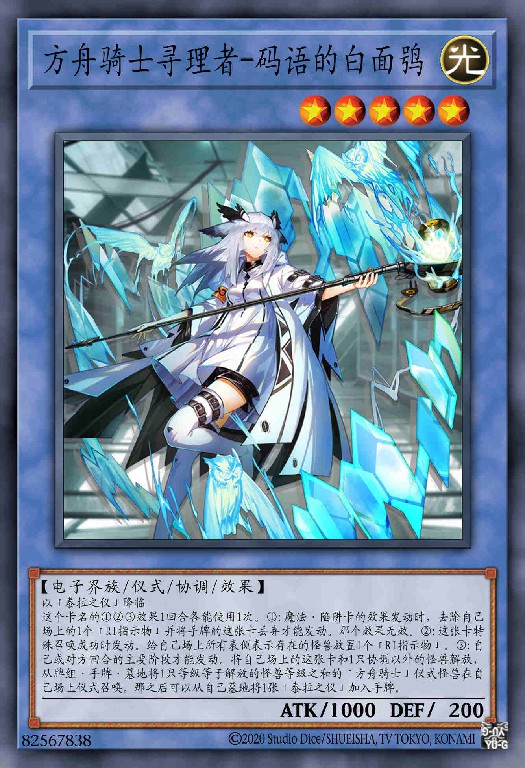 方舟骑士寻理者-码语的白面鸮
光
【电子界族/仪式/协调/效果】
以「泰拉之仪」降临
这个卡名的①②③效果1回合各能使用1次。①：魔法·陷阱卡的效果发动时，去除自己
场上的1个「RI指示物」并将手牌的这张卡丢弃才能发动。那个效果无效。②：这张卡特
殊召唤成功时发动。给自己场上所有表侧表示存在的怪兽放置1个「RI指示物」。③：自
己或对方回合的主要阶段才能发动。将自己场上的这张卡和1只协调以外的怪兽解放，
从牌组·手牌·墓地将1只等级等于解放的怪兽等级之和的「方舟骑士」仪式怪兽在自
己场上仪式召唤。那之后可以从自己墓地将1张「泰拉之仪」加入手牌。
ATK/1000 DEF/ 200
82567838
©2020 Studio Dice/SHUEISHA, TV TOKYO, KONAMI